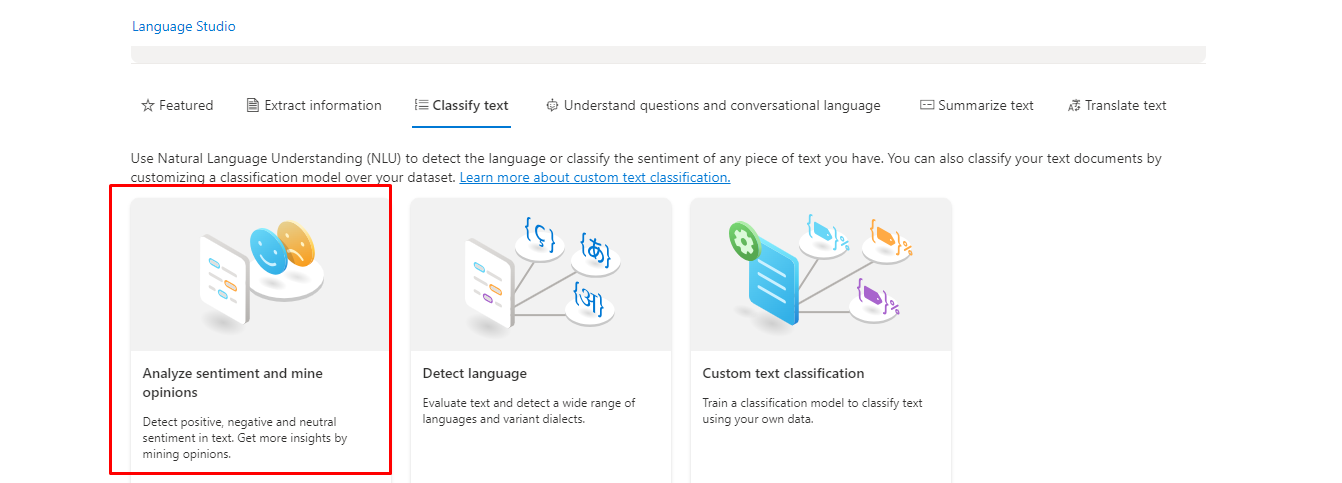 Language Studio
Featured
Extract information
Classify text
Understand questions and conversational language
Summarize text
Translate text
Use Natural Language Understanding (NLU) to detect the language or classify the sentiment of any piece of text you have. You can also classify your text documents by
customizing a classification model over your dataset. Learn more about custom text classification.
{ç}
{あ}
{अ}
%
%
%
Analyze sentiment and mine
opinions
Detect positive, negative and neutral
sentiment in text. Get more insights by
mining opinions.
Detect language
Evaluate text and detect a wide range of
languages and variant dialects.
Custom text classification
Train a classification model to classify text
using your own data.